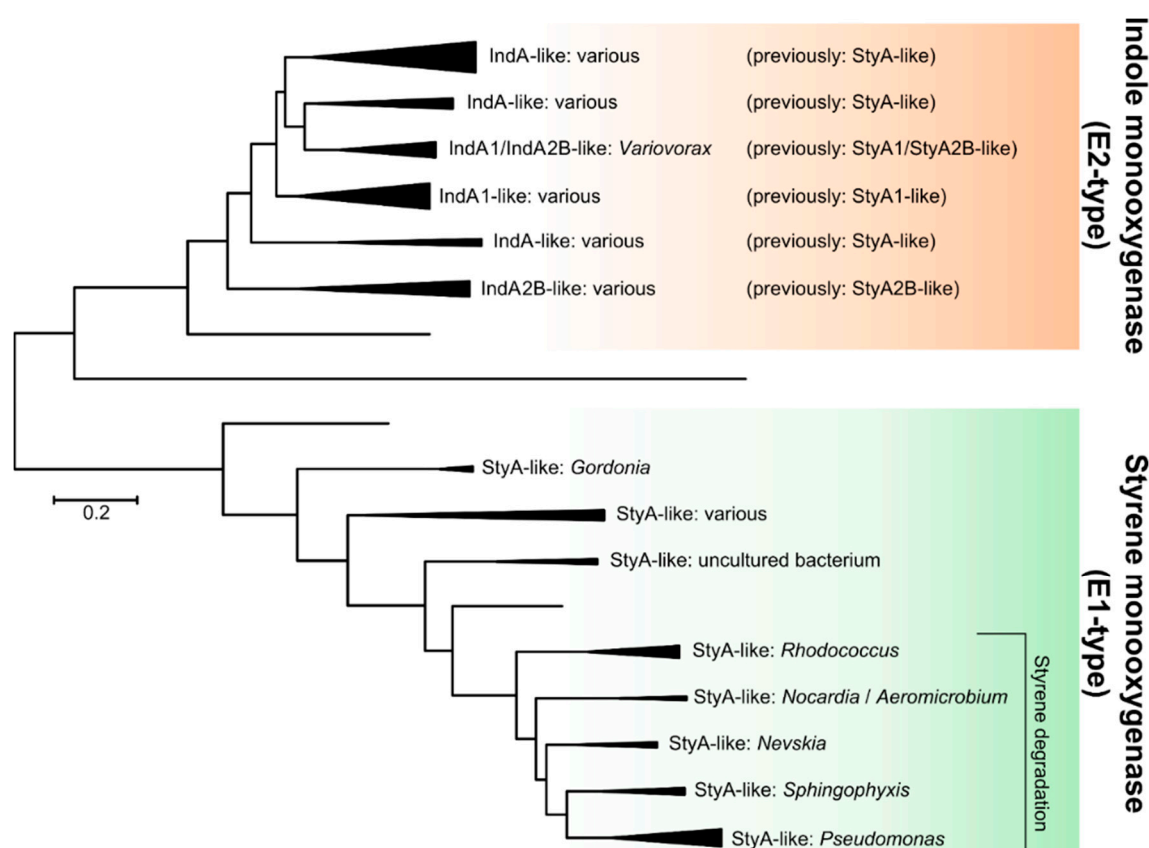 IndA-like: various (previously: StyA-like)
IndA-like: various (previously: StyA-like)
IndA1/IndA2B-like: Variovorax (previously: StyA1/StyA2B-like)
IndA1-like: various (previously: StyA1-like)
IndA-like: various (previously: StyA-like)
IndA2B-like: various (previously: StyA2B-like)
Indole monooxygenase
(E2-type)
StyA-like: Gordonia
0.2
StyA-like: various
StyA-like: uncultured bacterium
StyA-like: Rhodococcus
StyA-like: Nocardia / Aeromicrobium
StyA-like: Nevskia
StyA-like: Sphingophyxis
StyA-like: Pseudomonas
Styrene degradation
Styrene monooxygenase
(E1-type)